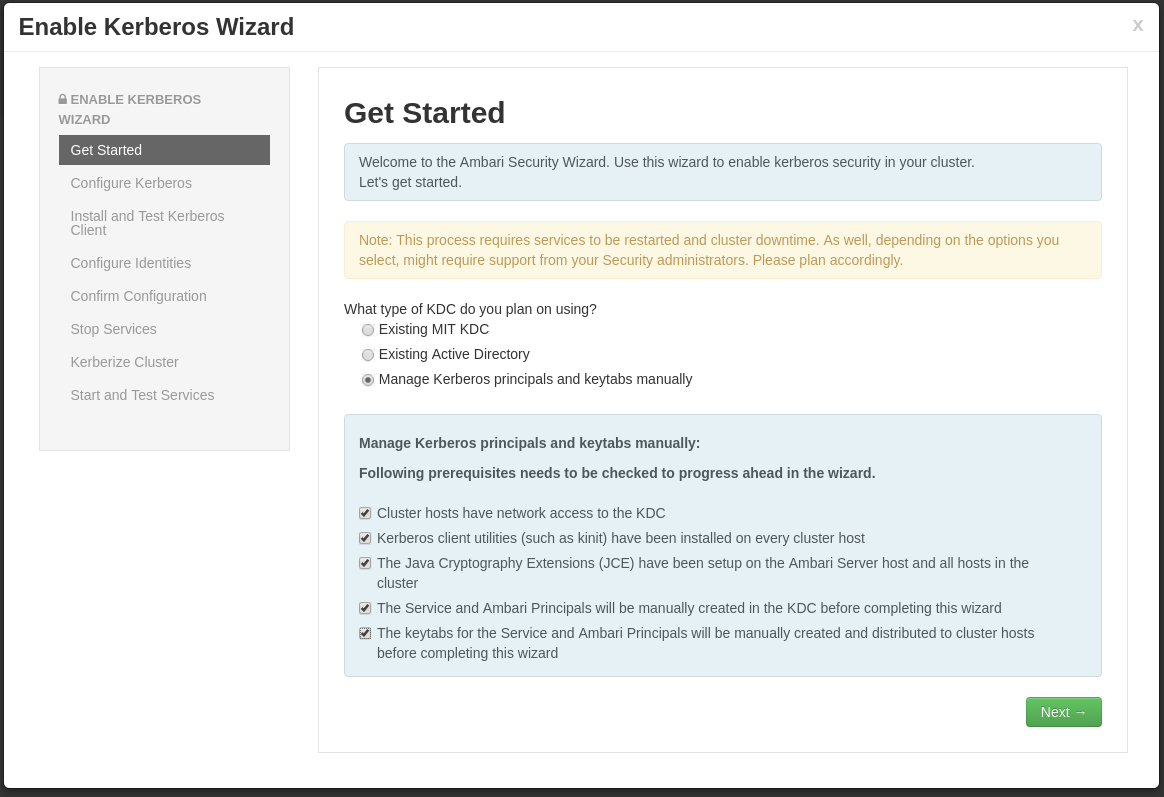 Enable Kerberos Wizard
x
ENABLE KERBEROS
WIZARD
Get Started
Configure Kerberos
Install and Test Kerberos
Client
Configure Identities
Confirm Configuration
Stop Services
Kerberize Cluster
Start and Test Services
Get Started
Welcome to the Ambari Security Wizard. Use this wizard to enable kerberos security in your cluster.
Let's get started.
Note: This process requires services to be restarted and cluster downtime. As well, depending on the options you
select, might require support from your Security administrators. Please plan accordingly.
What type of KDC do you plan on using?
Existing MIT KDC
Existing Active Directory
Manage Kerberos principals and keytabs manually
Manage Kerberos principals and keytabs manually:
Following prerequisites needs to be checked to progress ahead in the wizard.
Cluster hosts have network access to the KDC
Kerberos client utilities (such as kinit) have been installed on every cluster host
The Java Cryptography Extensions (JCE) have been setup on the Ambari Server host and all hosts in the
cluster
The Service and Ambari Principals will be manually created in the KDC before completing this wizard
The keytabs for the Service and Ambari Principals will be manually created and distributed to cluster hosts
before completing this wizard
Next →